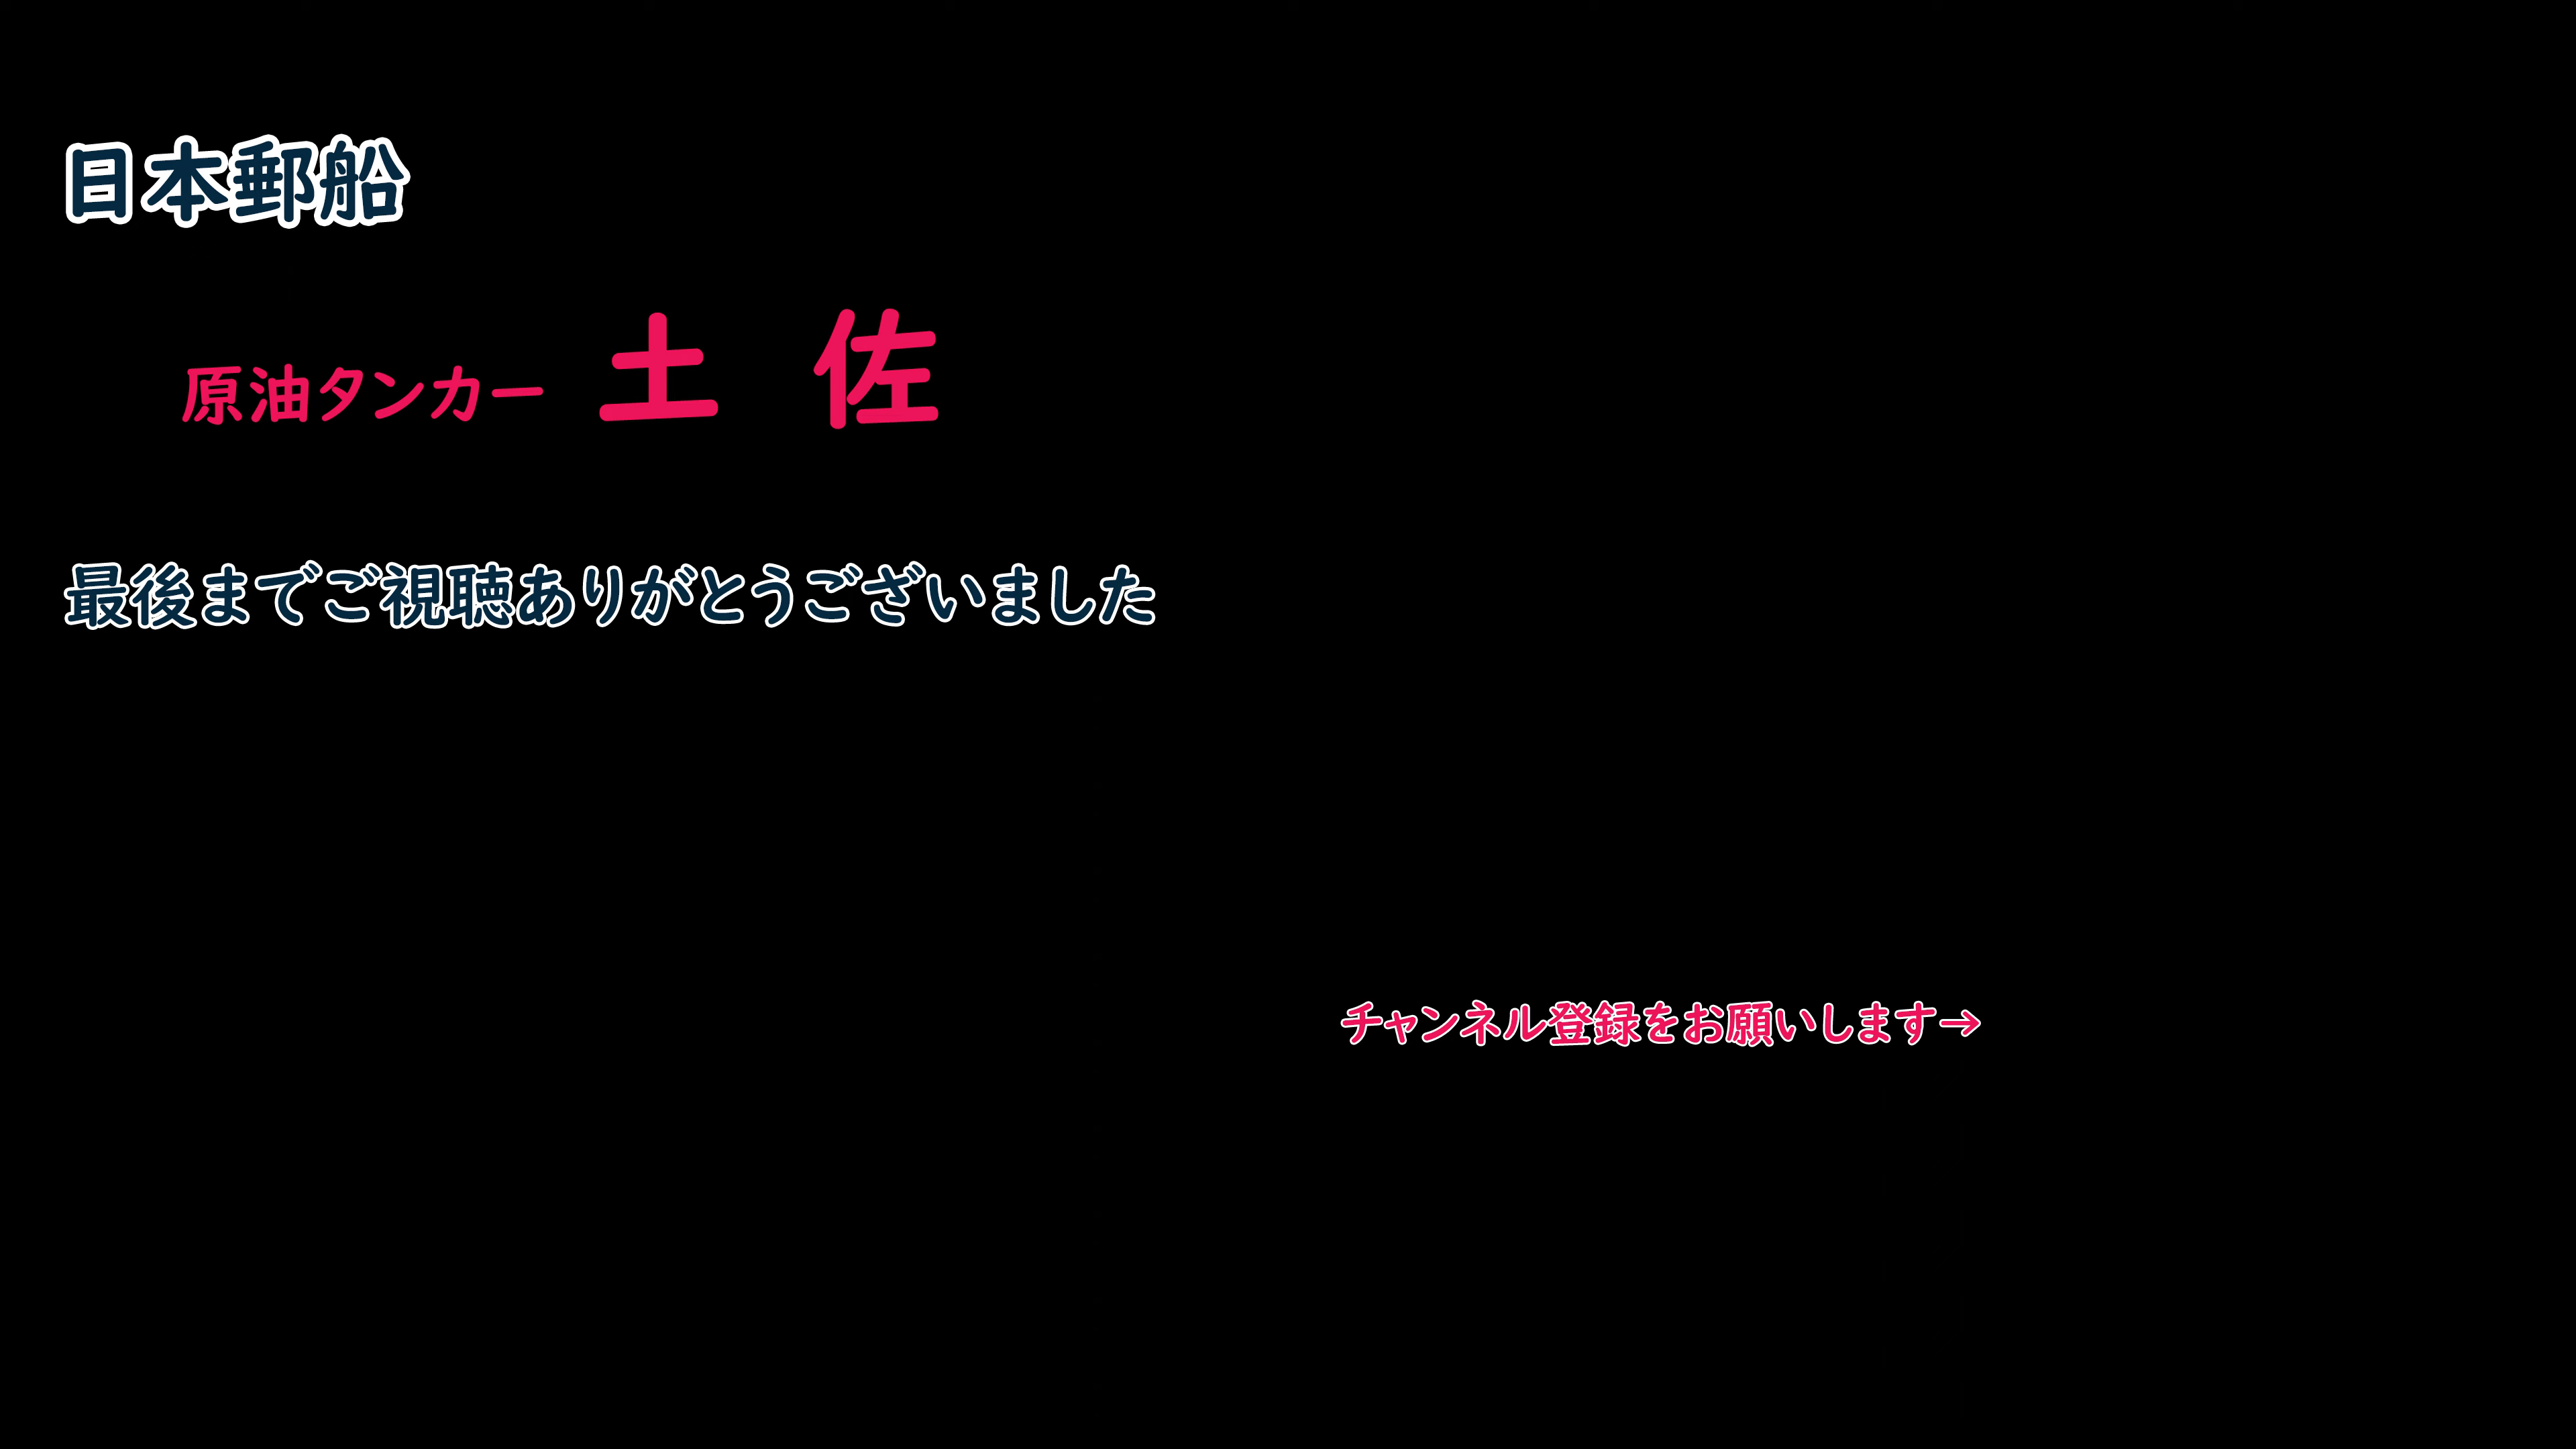 日本郵船
原油タンカー 土 佐
最後までご視聴ありがとうございました
チャンネル登録をお願いします→